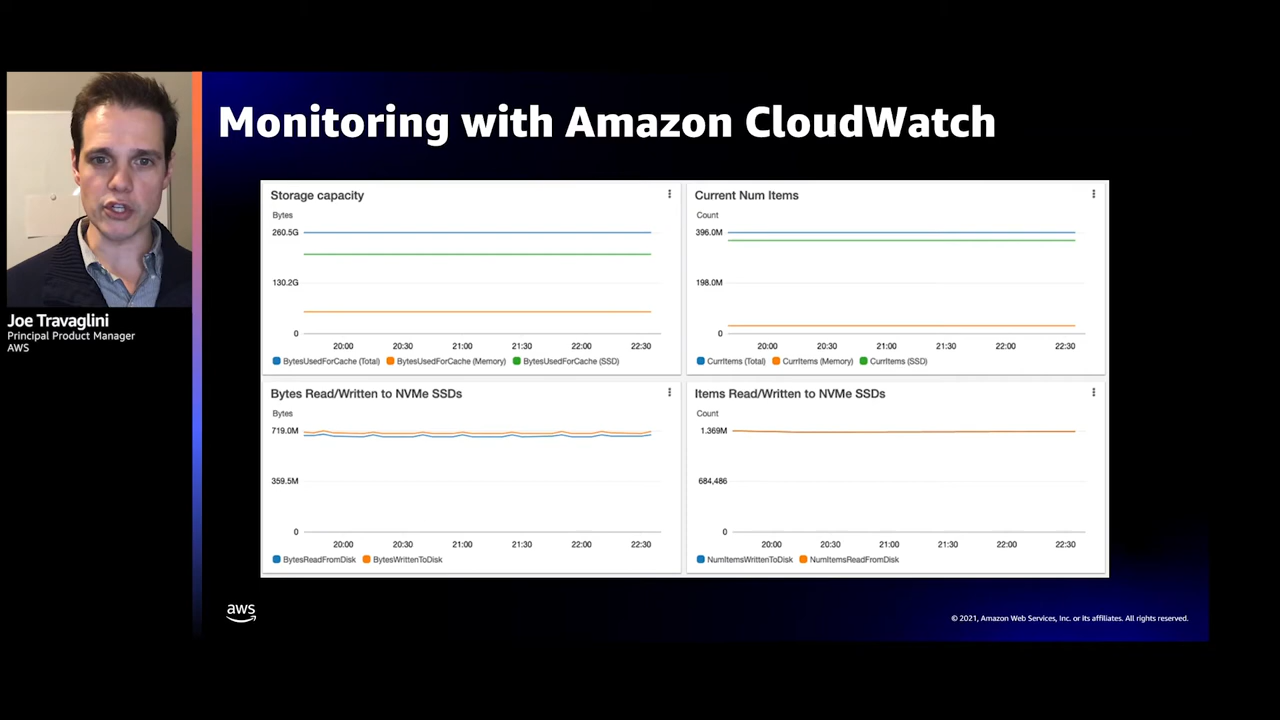 Monitoring with Amazon CloudWatch
Joe Travaglini
Principal Product Manager
AWS
Storage capacity
Bytes
260.5G
130.2G
0
20:00 20:30 21:00 21:30 22:00 22:30
BytesUsedForCache (Total) BytesUsedForCache (Memory) BytesUsedForCache (SSD)
Current Num Items
Count
396.0M
198.0M
0
20:00 20:30 21:00 21:30 22:00 22:30
CurrItems (Total) CurrItems (Memory) CurrItems (SSD)
Bytes Read/Written to NVMe SSDs
Bytes
719.0M
359.5M
0
20:00 20:30 21:00 21:30 22:00 22:30
BytesReadFromDisk BytesWrittenToDisk
Items Read/Written to NVMe SSDs
Count
1.369M
684,486
0
20:00 20:30 21:00 21:30 22:00 22:30
NumItemsWrittenToDisk NumItemsReadFromDisk
aws
© 2021, Amazon Web Services, Inc. or its affiliates. All rights reserved.